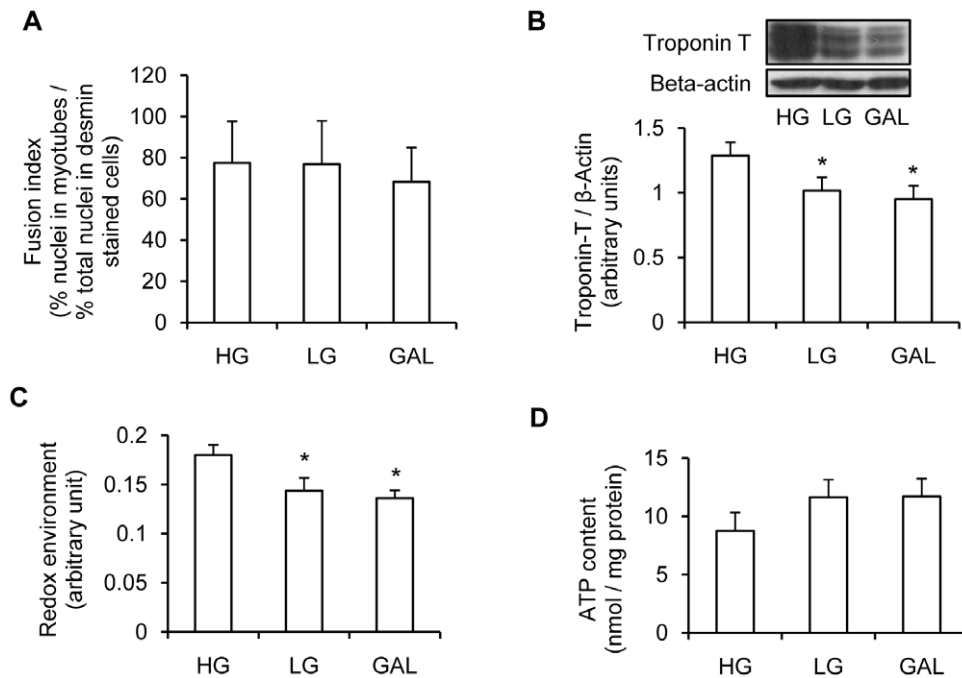 A
Fusion index
(% nuclei in myotubes /
% total nuclei in desmin
stained cells)
120
100
80
60
40
20
0
HG LG GAL
B
Troponin T
Beta-actin
HG LG GAL
Troponin-T / β-Actin
(arbitrary units)
1.5
1
0.5
0
* *
HG LG GAL
C
Redox environment
(arbitrary unit)
0.2
0.15
0.1
0.05
0
* *
HG LG GAL
D
ATP content
(nmol / mg protein)
15
10
5
0
HG LG GAL